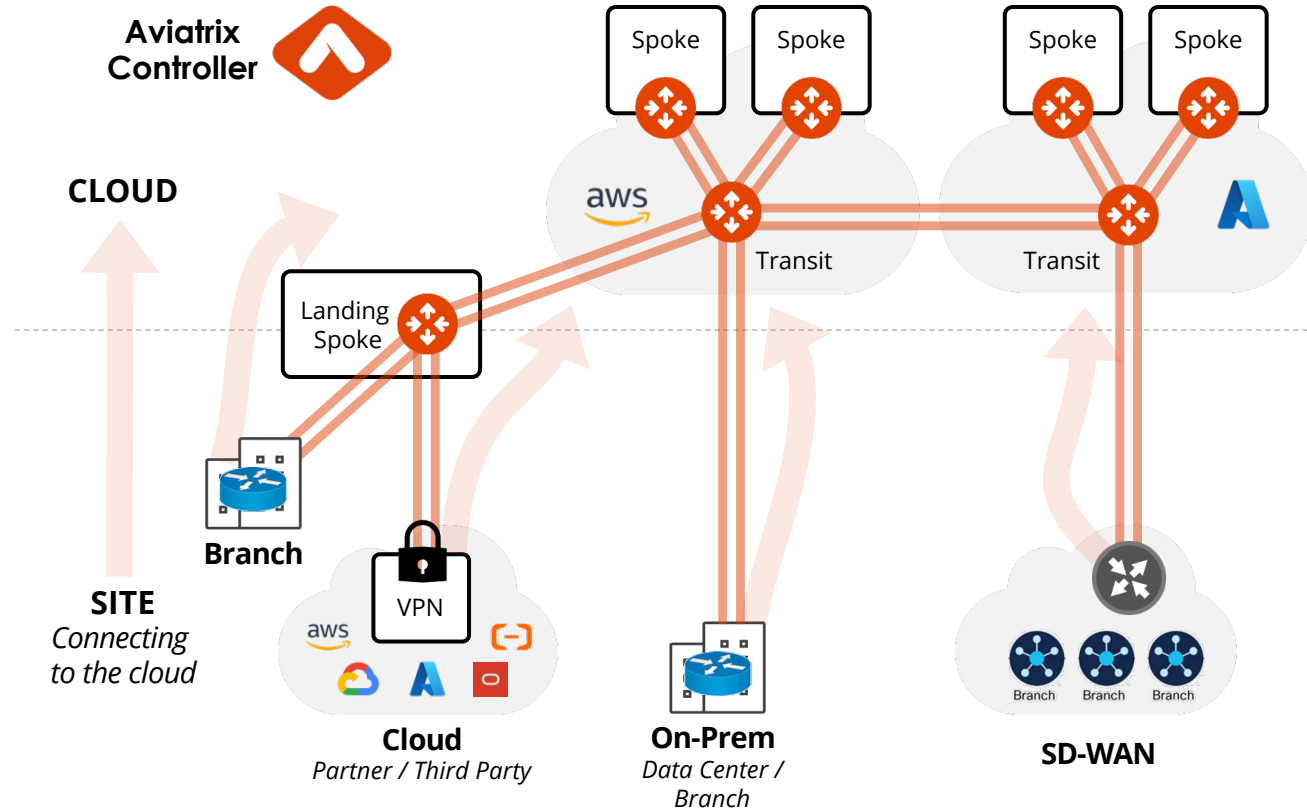 Aviatrix
Controller
Spoke
Spoke
Spoke
Spoke
CLOUD
aws
Transit
Transit
Landing
Spoke
Branch
VPN
aws
SITE
Connecting
to the cloud
Cloud
Partner / Third Party
On-Prem
Data Center /
Branch
Branch
Branch
Branch
SD-WAN